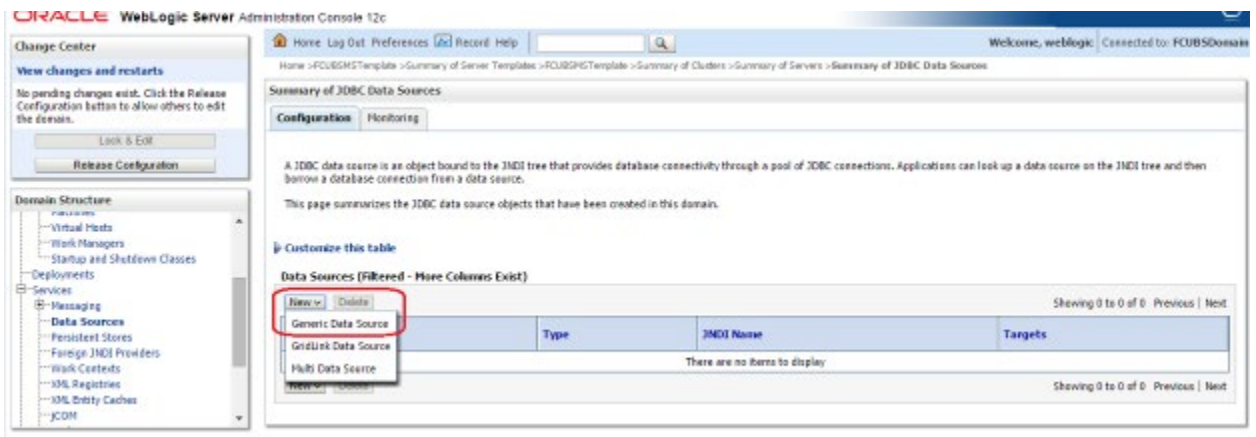 ORACLE WebLogic Server Administration Console 12c
Change Center
View changes and restarts
No pending changes exist. Click the Release
Configuration button to allow others to edit
the domain.
Lock & Edit
Release Configuration
Domain Structure
Machines
Virtual Hosts
Work Managers
Startup and Shutdown Classes
Deployments
Services
Messaging
Data Sources
Persistent Stores
Foreign JNDI Providers
Work Contexts
XML Registries
XML Entity Caches
jCOM
Home Log Out Preferences Record Help
Welcome, weblogic Connected to: FCUBSDomain
Home >FCUBSMSTemplate >Summary of Server Templates >FCUBSMSTemplate >Summary of Clusters >Summary of Servers >Summary of JDBC Data Sources
Summary of JDBC Data Sources
Configuration Monitoring
A JDBC data source is an object bound to the JNDI tree that provides database connectivity through a pool of JDBC connections. Applications can look up a data source on the JNDI tree and then
borrow a database connection from a data source.
This page summarizes the JDBC data source objects that have been created in this domain.
Customize this table
Data Sources (Filtered - More Columns Exist)
New Delete
Showing 0 to 0 of 0 Previous | Next
Generic Data Source
GridLink Data Source
Multi Data Source
Type JNDI Name Targets
There are no items to display
New Delete
Showing 0 to 0 of 0 Previous | Next